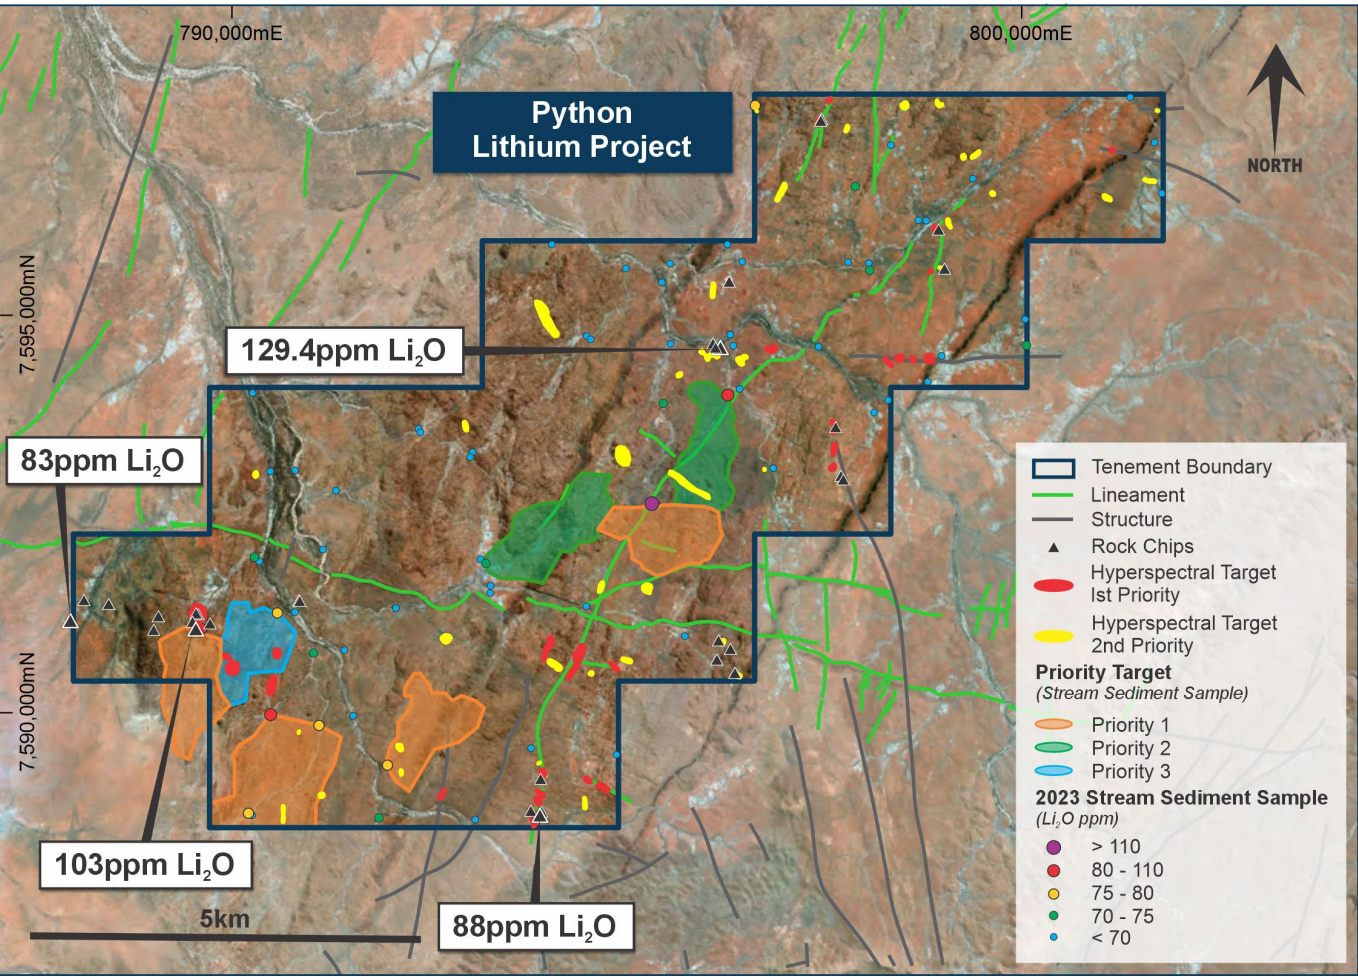 790,000mE
800,000mE
Python
Lithium Project
NORTH
7,595,000mN
129.4ppm Li₂O
83ppm Li₂O
Tenement Boundary
Lineament
Structure
Rock Chips
Hyperspectral Target
Ist Priority
Hyperspectral Target
2nd Priority
Priority Target
(Stream Sediment Sample)
Priority 1
Priority 2
Priority 3
7,590,000mN
2023 Stream Sediment Sample
(Li₂O ppm)
> 110
80 - 110
75 - 80
70 - 75
< 70
103ppm Li₂O
5km
88ppm Li₂O